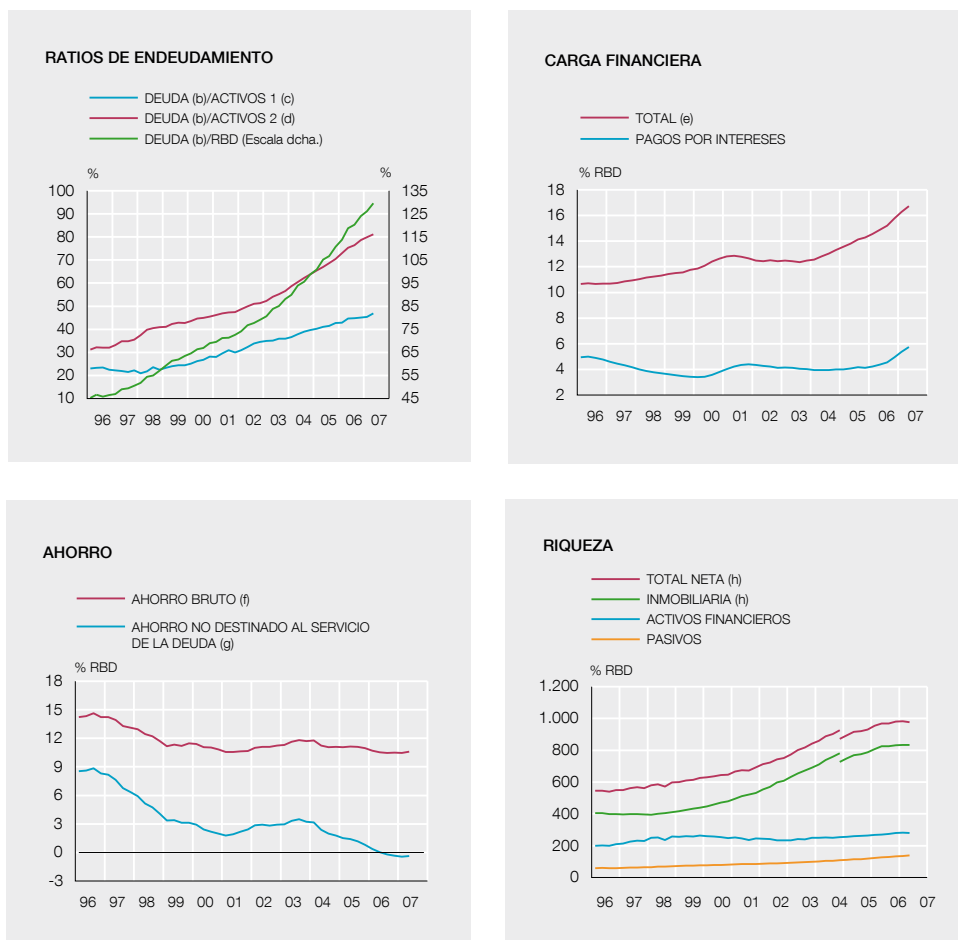 RATIOS DE ENDEUDAMIENTO
DEUDA (b)/ACTIVOS 1 (c)
DEUDA (b)/ACTIVOS 2 (d)
DEUDA (b)/RBD (Escala dcha.)
% %
100 135
90 125
80 115
70 105
60 95
50 85
40 75
30 65
20 55
10 45
96 97 98 99 00 01 02 03 04 05 06 07
CARGA FINANCIERA
TOTAL (e)
PAGOS POR INTERESES
% RBD
18
16
14
12
10
8
6
4
2
96 97 98 99 00 01 02 03 04 05 06 07
AHORRO
AHORRO BRUTO (f)
AHORRO NO DESTINADO AL SERVICIO
DE LA DEUDA (g)
% RBD
18
15
12
9
6
3
0
-3
96 97 98 99 00 01 02 03 04 05 06 07
RIQUEZA
TOTAL NETA (h)
INMOBILIARIA (h)
ACTIVOS FINANCIEROS
PASIVOS
% RBD
1.200
1.000
800
600
400
200
0
96 97 98 99 00 01 02 03 04 05 06 07